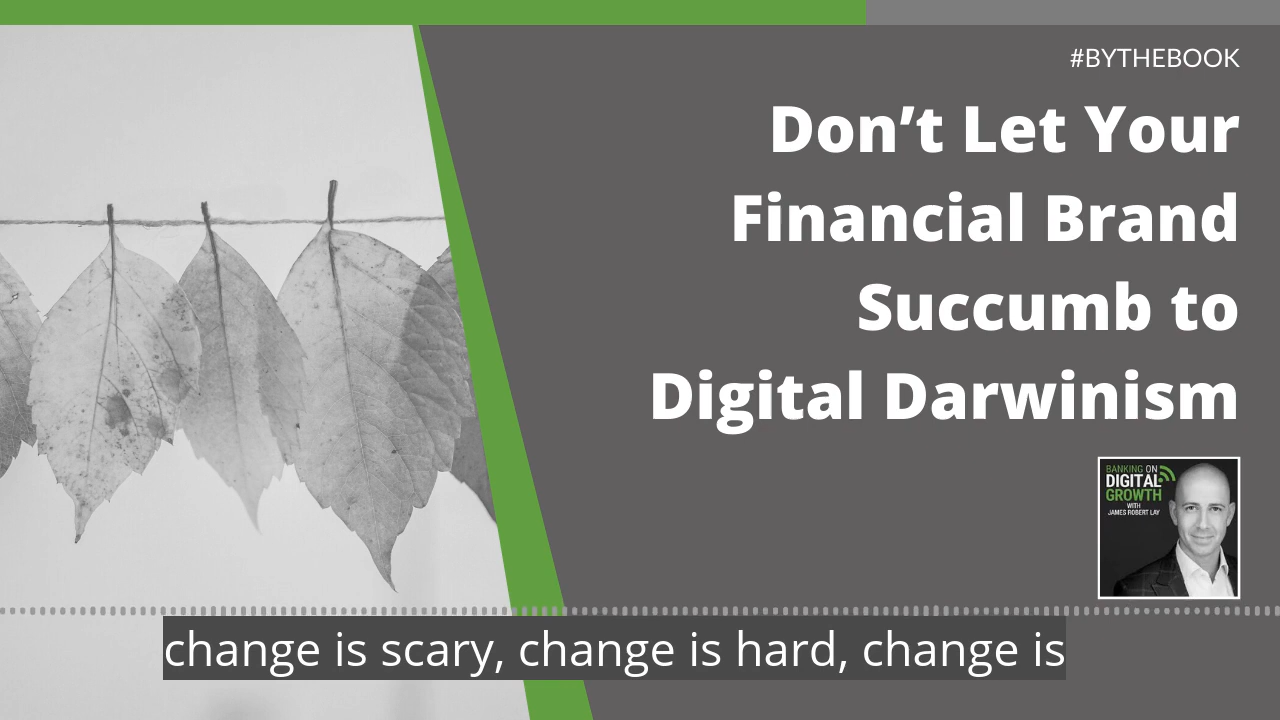 #BYTHEBOOK
Don’t Let Your
Financial Brand
Succumb to
Digital Darwinism
BANKING ON
DIGITAL
GROWTH
WITH
JAMES ROBERT LAY
change is scary, change is hard, change is